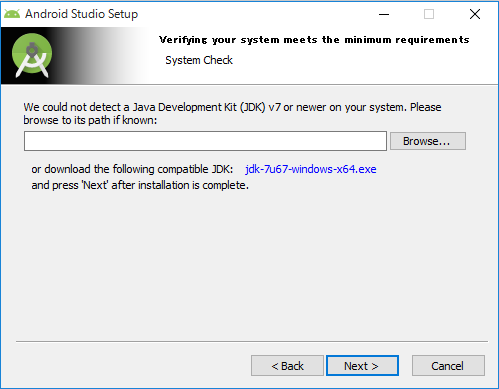 Android Studio Setup
Verifying your system meets the minimum requirements
System Check
We could not detect a Java Development Kit (JDK) v7 or newer on your system. Please
browse to its path if known:
Browse...
or download the following compatible JDK: jdk-7u67-windows-x64.exe
and press 'Next' after installation is complete.
< Back
Next >
Cancel